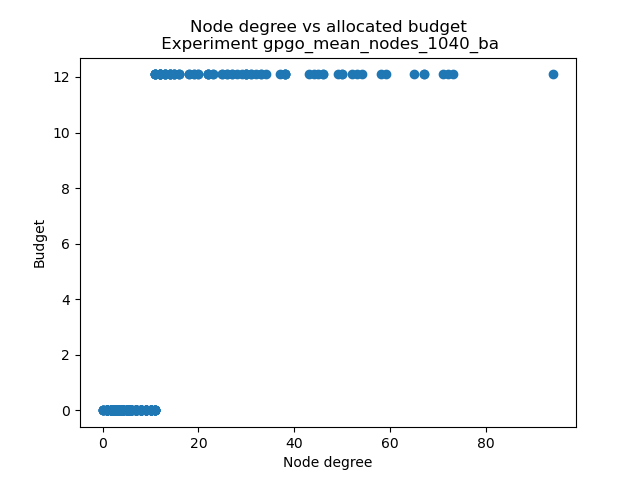 Node degree vs allocated budget
Experiment gpgo_mean_nodes_1040_ba
12
10
8
6
4
2
0
Budget
0 20 40 60 80
Node degree